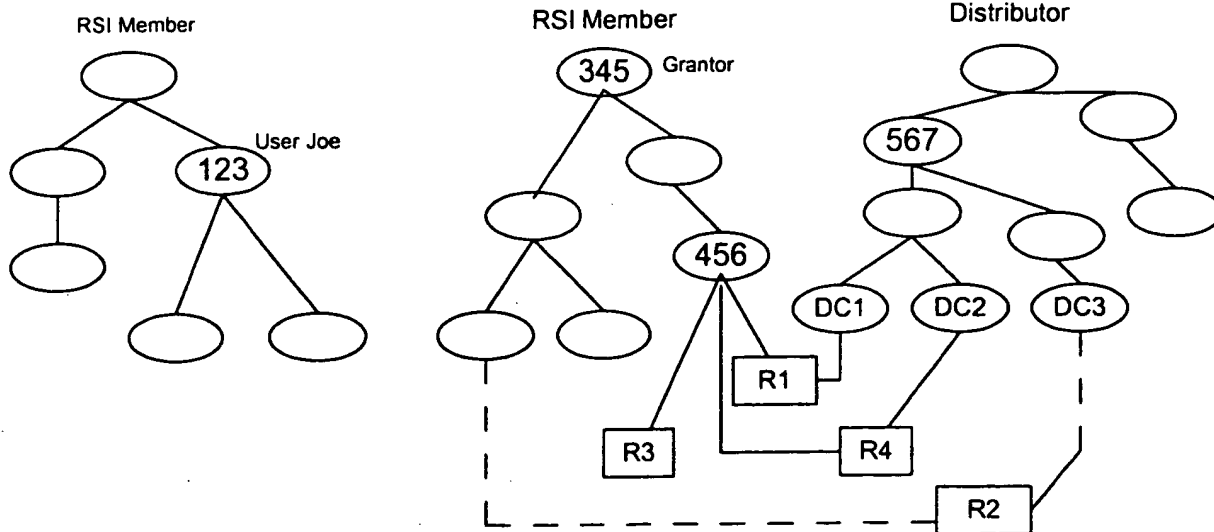 RSI Member
RSI Member
Distributor
345
Grantor
User Joe
123
567
456
DC1
DC2
DC3
R1
R3
R4
R2